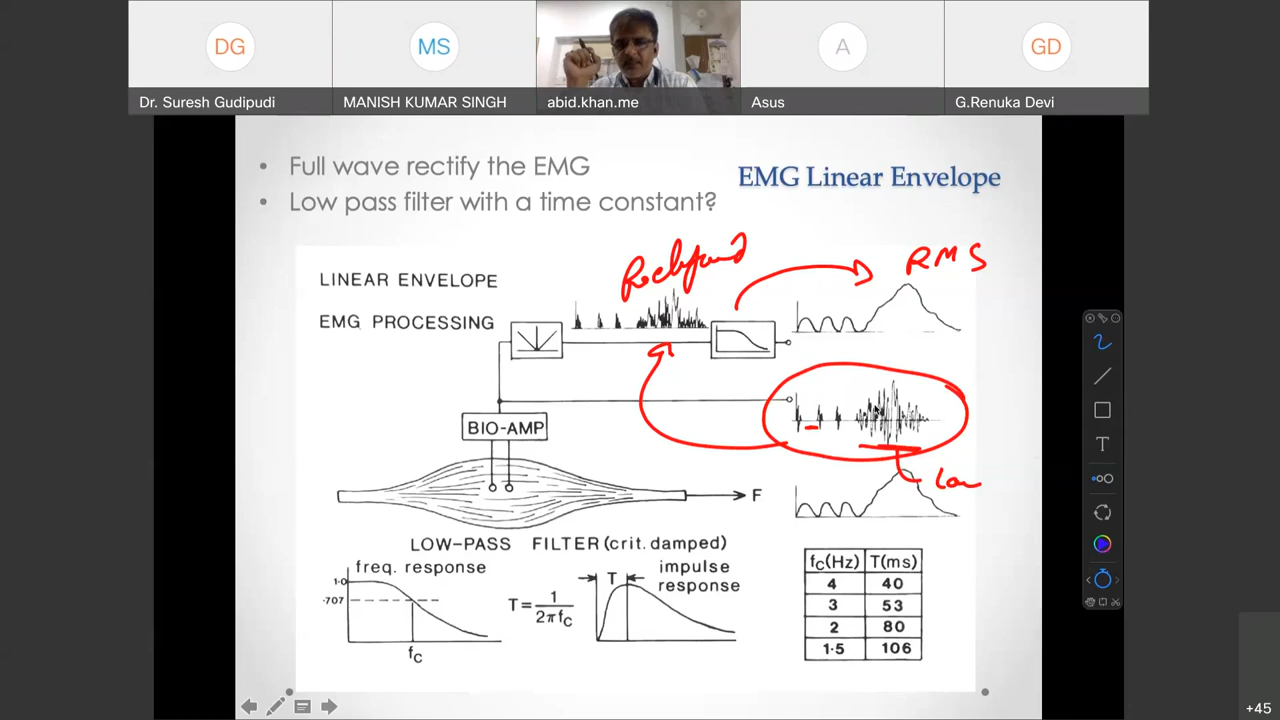 DG
MS
A
GD
Dr. Suresh Gudipudi
MANISH KUMAR SINGH
abid.khan.me
Asus
G.Renuka Devi
• Full wave rectify the EMG
EMG Linear Envelope
• Low pass filter with a time constant?
RMS
LINEAR ENVELOPE
EMG PROCESSING
BIO-AMP
F
LOW-PASS FILTER (crit. damped)
freq. response
1.0
.707
fc
T = 1/2πfc
T
impulse
response
fc(Hz) T(ms)
4 40
3 53
2 80
1.5 106
T
+45